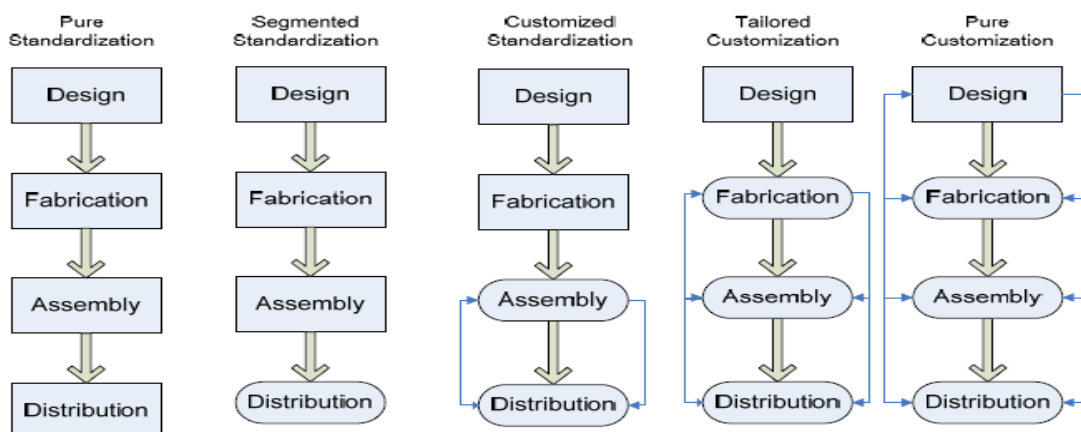 Pure
Standardization
Segmented
Standardization
Customized
Standardization
Tailored
Customization
Pure
Customization
Design
Design
Design
Design
Design
Fabrication
Fabrication
Fabrication
Fabrication
Fabrication
Assembly
Assembly
Assembly
Assembly
Assembly
Distribution
Distribution
Distribution
Distribution
Distribution